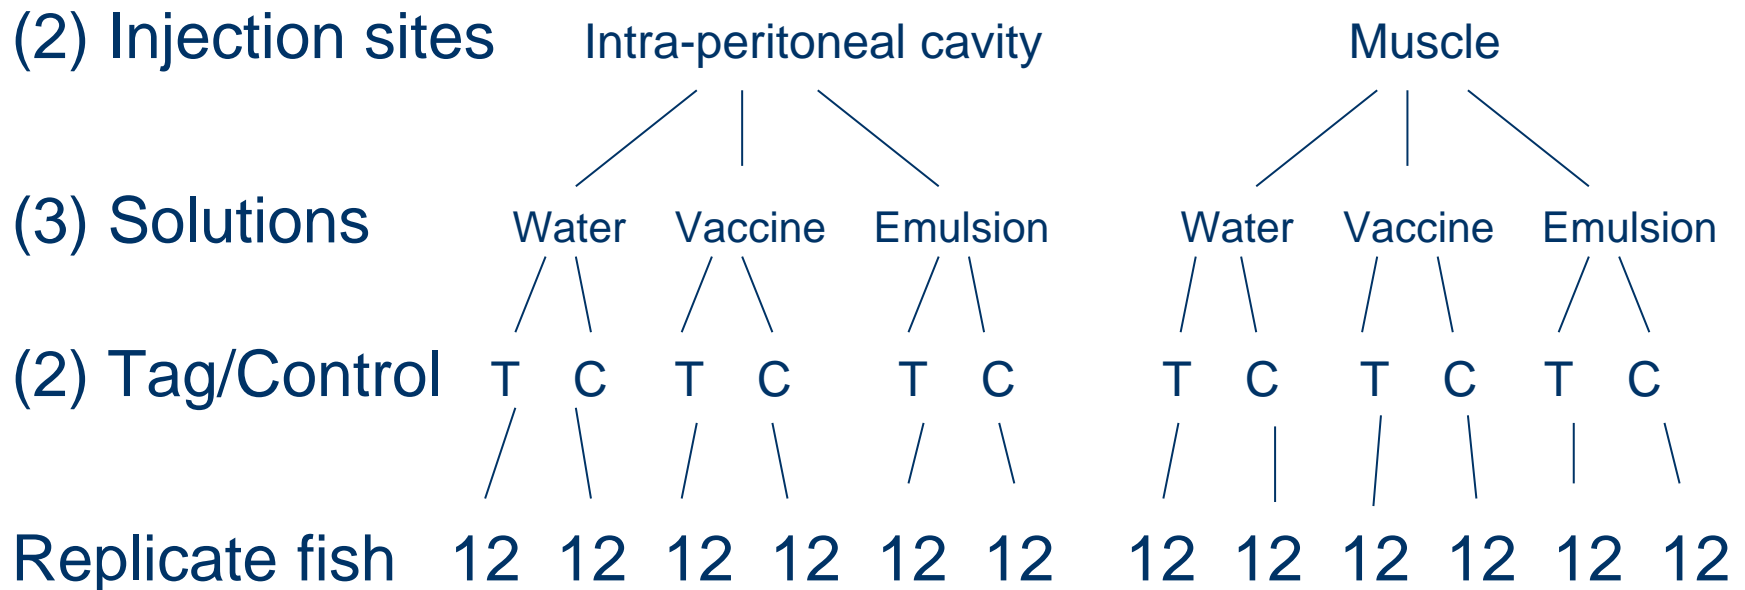 (2) Injection sites Intra-peritoneal cavity Muscle
(3) Solutions Water Vaccine Emulsion Water Vaccine Emulsion
(2) Tag/Control T C T C T C T C T C T C
Replicate fish 12 12 12 12 12 12 12 12 12 12 12 12